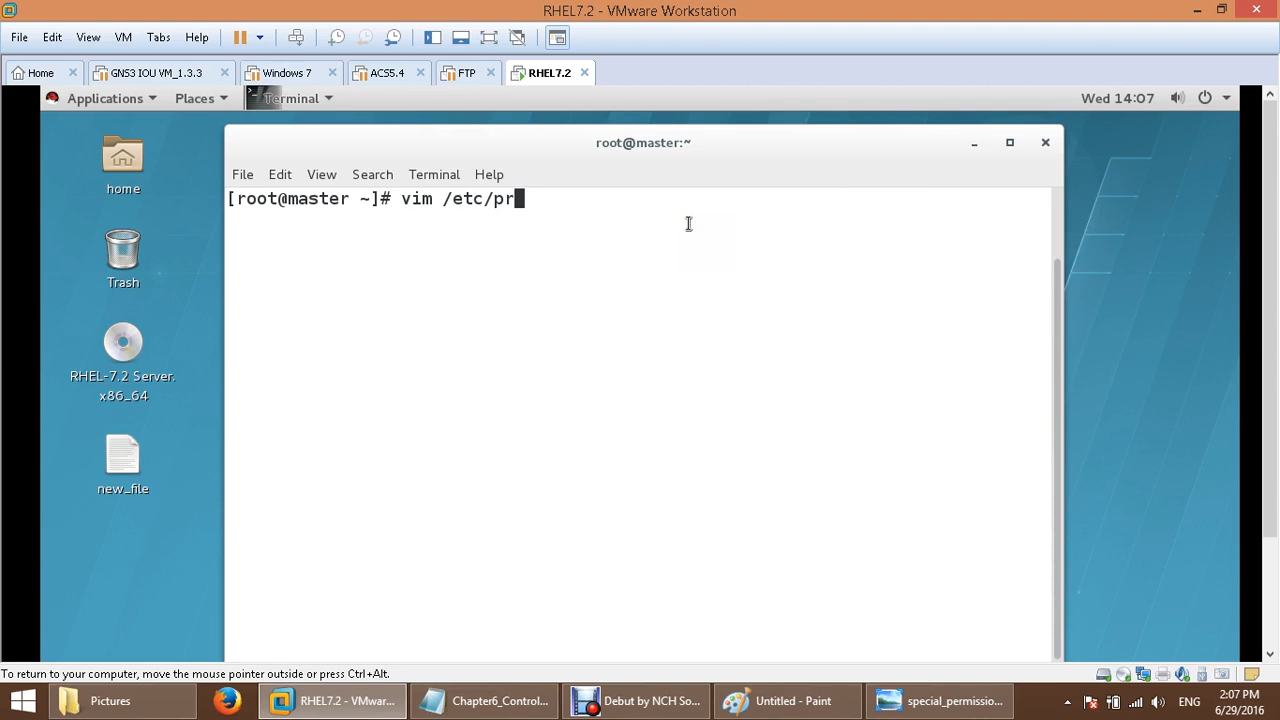 RHEL7.2 - VMware Workstation
File Edit View VM Tabs Help
Home GNS3 IOU VM_1.3.3 Windows 7 ACS5.4 FTP RHEL7.2
Applications Places Terminal Wed 14:07
root@master:~
File Edit View Search Terminal Help
[root@master ~]# vim /etc/pr
home
Trash
RHEL-7.2 Server.
x86_64
new_file
To return to your computer, move the mouse pointer outside or press Ctrl+Alt.
Pictures RHEL7.2 - VMwar... Chapter6_Control... Debut by NCH So... Untitled - Paint special_permissio... ENG 2:07 PM
6/29/2016